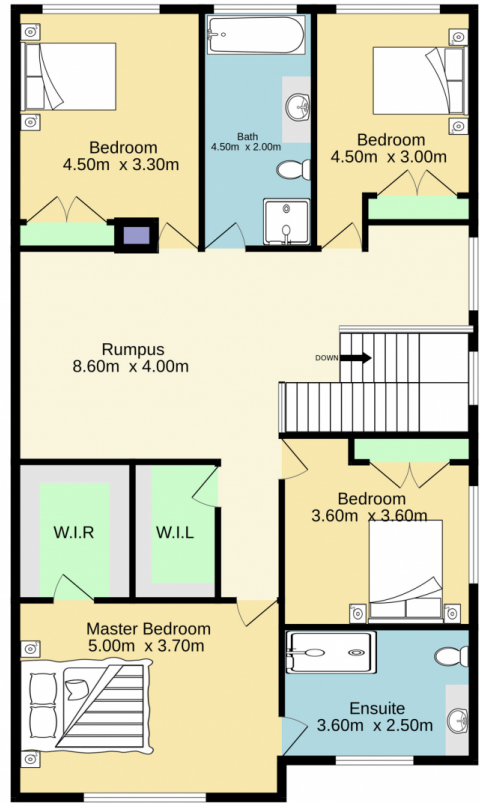 Bedroom
4.50m x 3.30m
Bath
4.50m x 2.00m
Bedroom
4.50m x 3.00m
Rumpus
8.60m x 4.00m
DOWN
W.I.R
W.I.L
Bedroom
3.60m x 3.60m
Master Bedroom
5.00m x 3.70m
Ensuite
3.60m x 2.50m